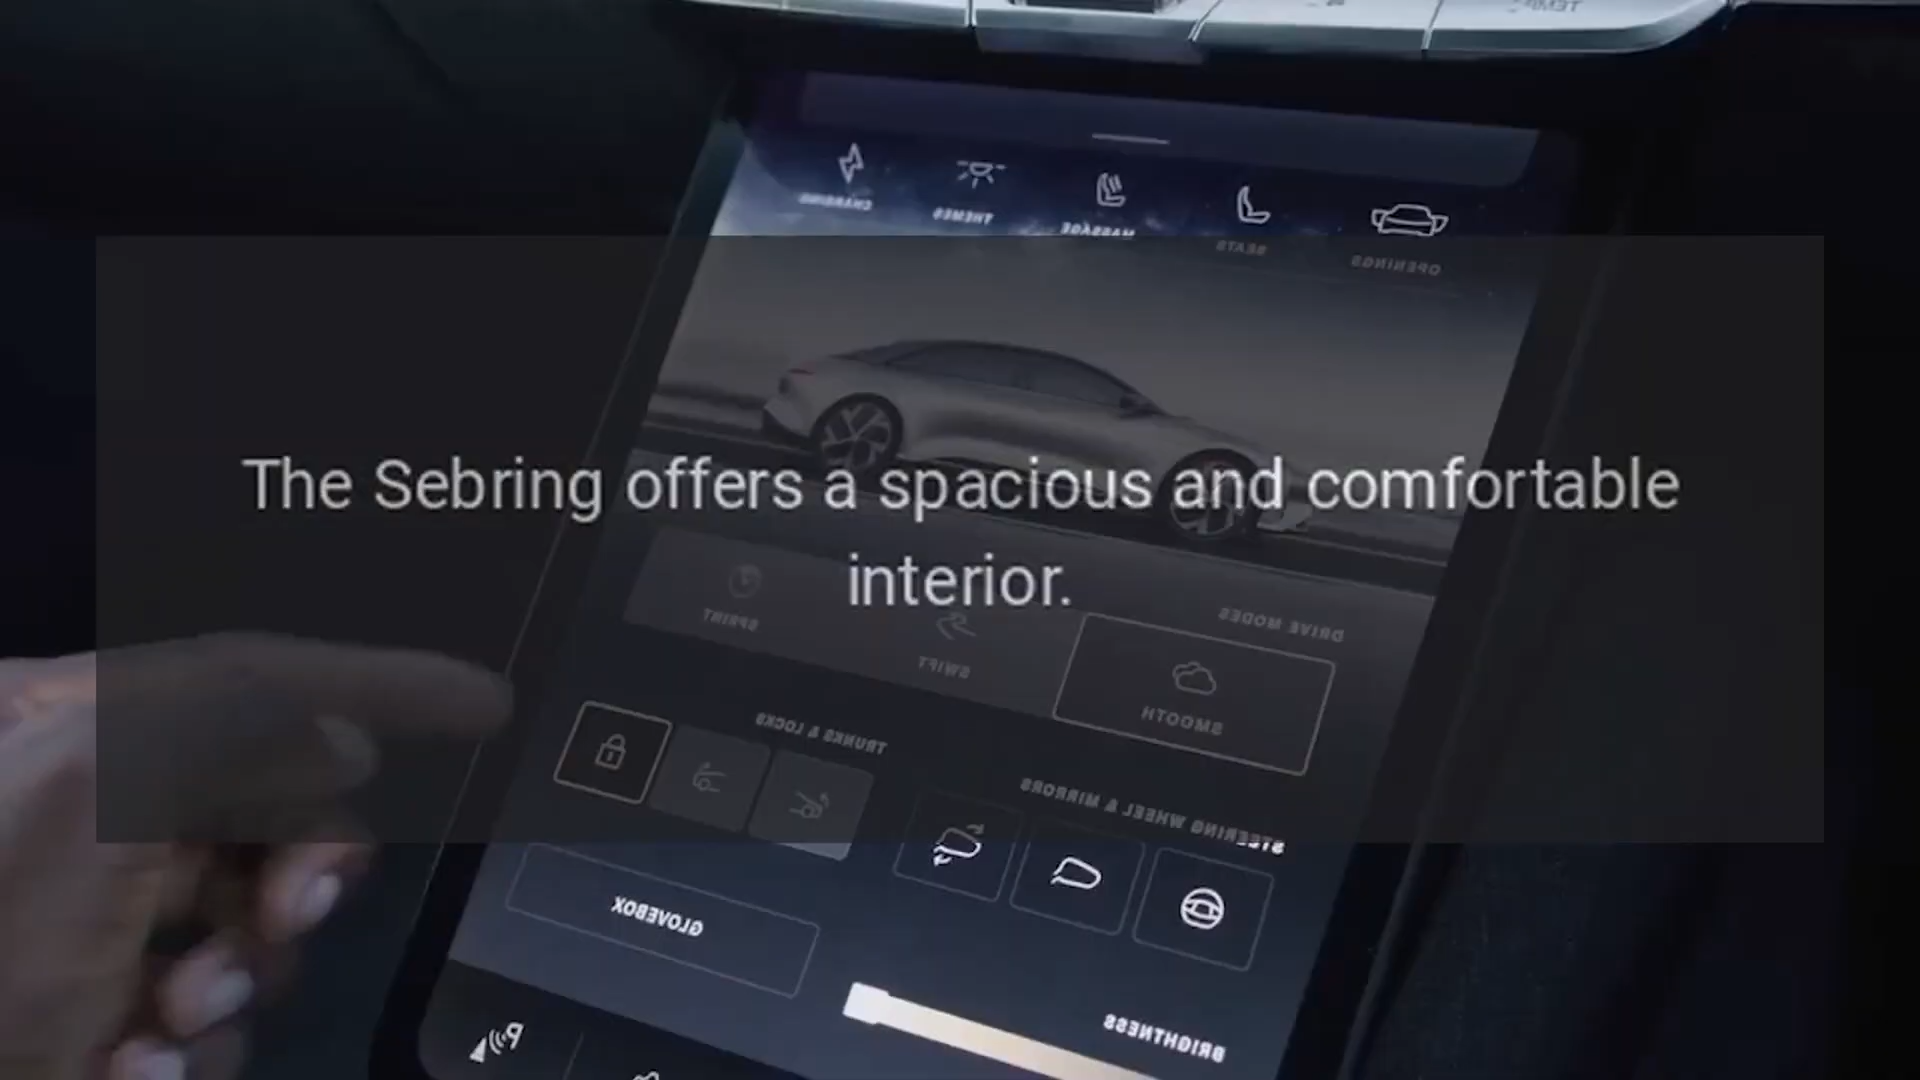 TEMP
CHARGING
THEMES
MASSAGE
SEATS
OPENINGS
The Sebring offers a spacious and comfortable
interior.
SPRINT
SWIFT
DRIVE MODES
SMOOTH
TRUNKS & LOCKS
STEERING WHEEL & MIRRORS
GLOVEBOX
BRIGHTNESS
P